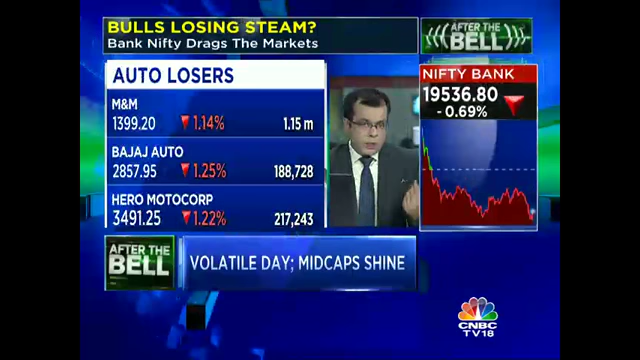 BULLS LOSING STEAM?
Bank Nifty Drags The Markets
AFTER THE
BELL
AUTO LOSERS
M&M
1399.20 1.14% 1.15 m
BAJAJ AUTO
2857.95 1.25% 188,728
HERO MOTOCORP
3491.25 1.22% 217,243
NIFTY BANK
19536.80
- 0.69%
AFTER THE
BELL
VOLATILE DAY; MIDCAPS SHINE
CNBC
TV18